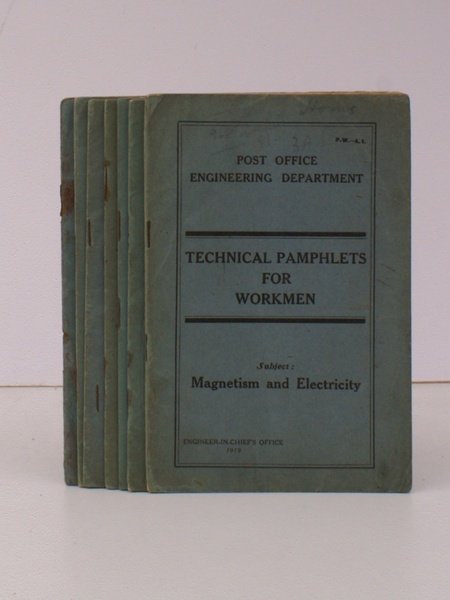 P.W.–A.1.
POST OFFICE
ENGINEERING DEPARTMENT
TECHNICAL PAMPHLETS
FOR
WORKMEN
Subject:
Magnetism and Electricity
ENGINEER-IN-CHIEF'S OFFICE
1919